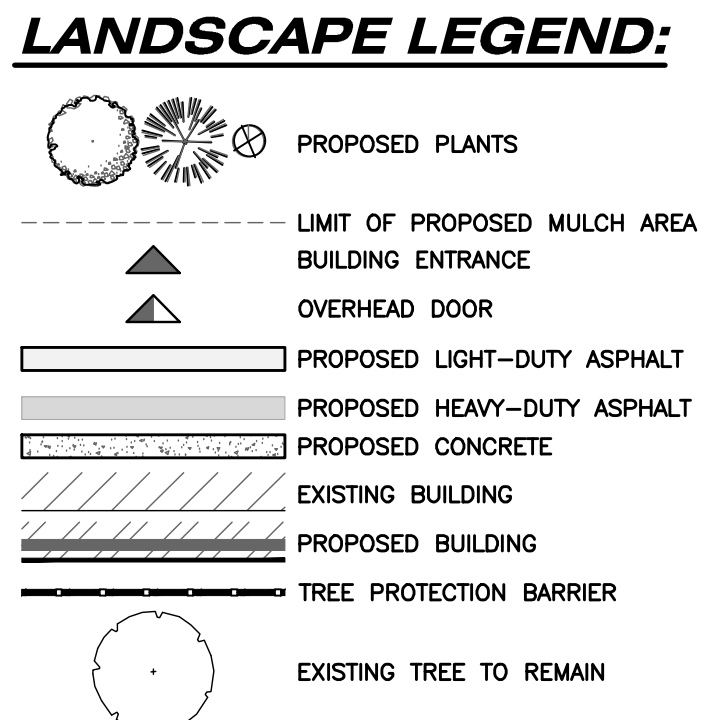 LANDSCAPE LEGEND:
PROPOSED PLANTS
LIMIT OF PROPOSED MULCH AREA
BUILDING ENTRANCE
OVERHEAD DOOR
PROPOSED LIGHT-DUTY ASPHALT
PROPOSED HEAVY-DUTY ASPHALT
PROPOSED CONCRETE
EXISTING BUILDING
PROPOSED BUILDING
TREE PROTECTION BARRIER
EXISTING TREE TO REMAIN